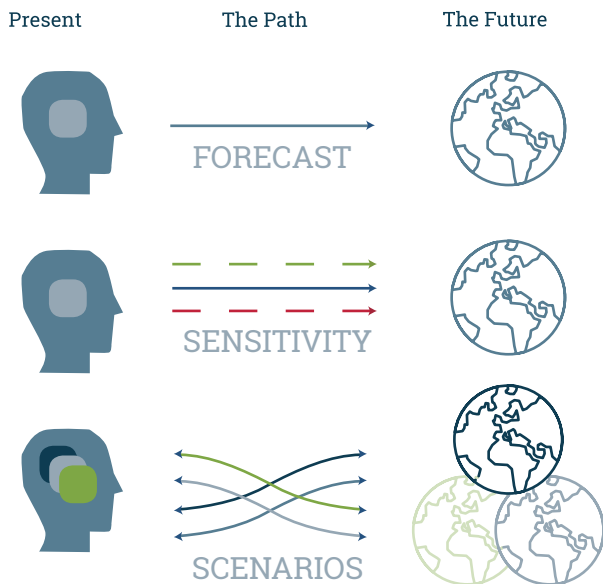 Present
The Path
The Future
FORECAST
SENSITIVITY
SCENARIOS